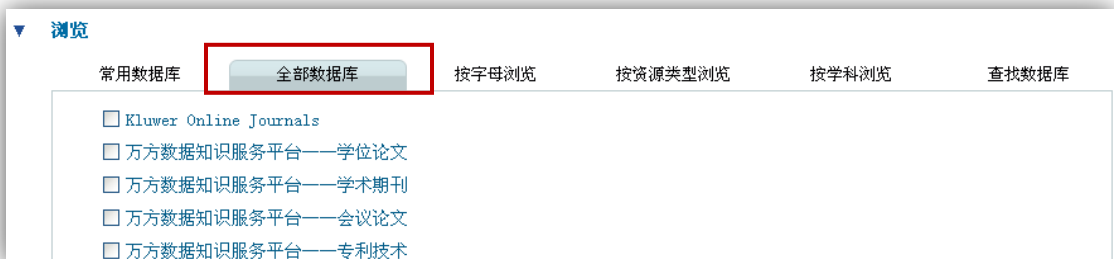 浏览
常用数据库 全部数据库 按字母浏览 按资源类型浏览 按学科浏览 查找数据库
Kluwer Online Journals
万方数据知识服务平台——学位论文
万方数据知识服务平台——学术期刊
万方数据知识服务平台——会议论文
万方数据知识服务平台——专利技术